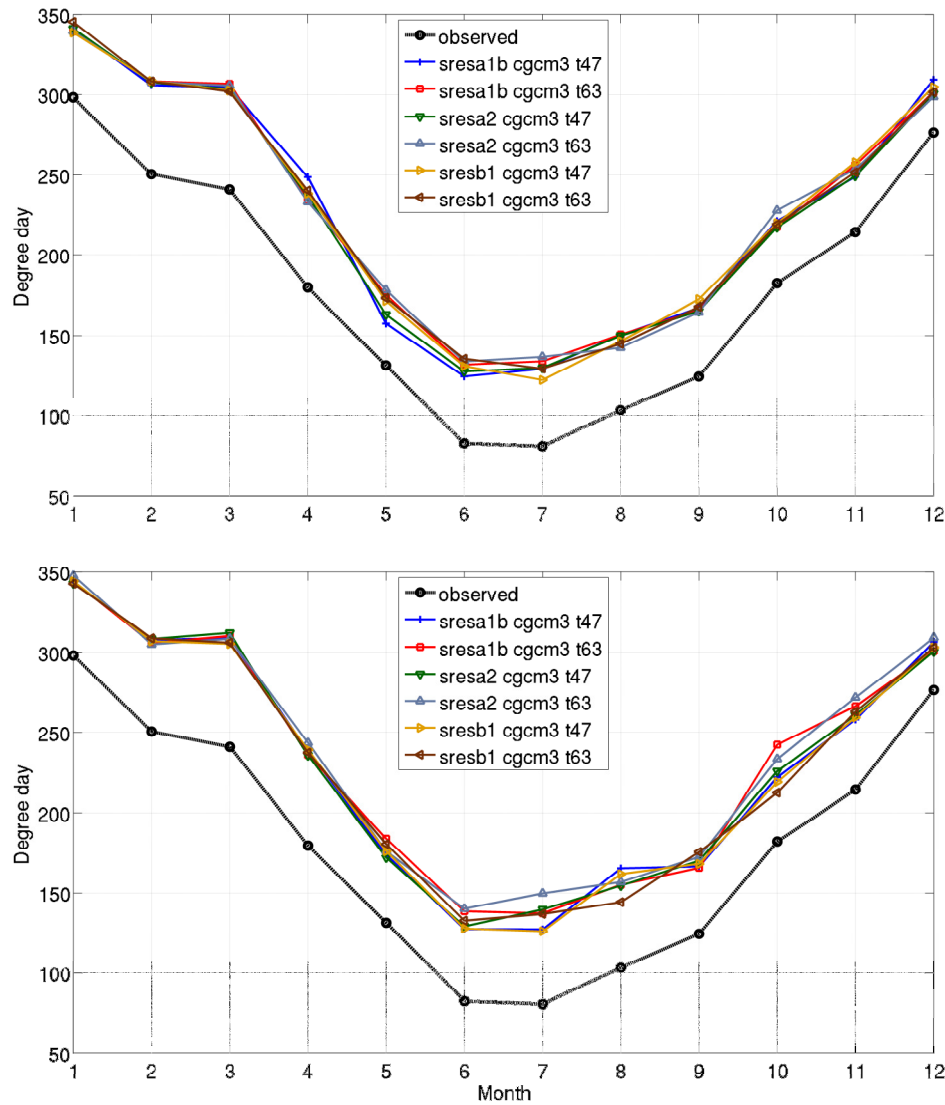 350
300
250
200
150
100
50
Degree day
observed
sresa1b cgcm3 t47
sresa1b cgcm3 t63
sresa2 cgcm3 t47
sresa2 cgcm3 t63
sresb1 cgcm3 t47
sresb1 cgcm3 t63
1 2 3 4 5 6 7 8 9 10 11 12
350
300
250
200
150
100
50
Degree day
observed
sresa1b cgcm3 t47
sresa1b cgcm3 t63
sresa2 cgcm3 t47
sresa2 cgcm3 t63
sresb1 cgcm3 t47
sresb1 cgcm3 t63
1 2 3 4 5 6 7 8 9 10 11 12
Month